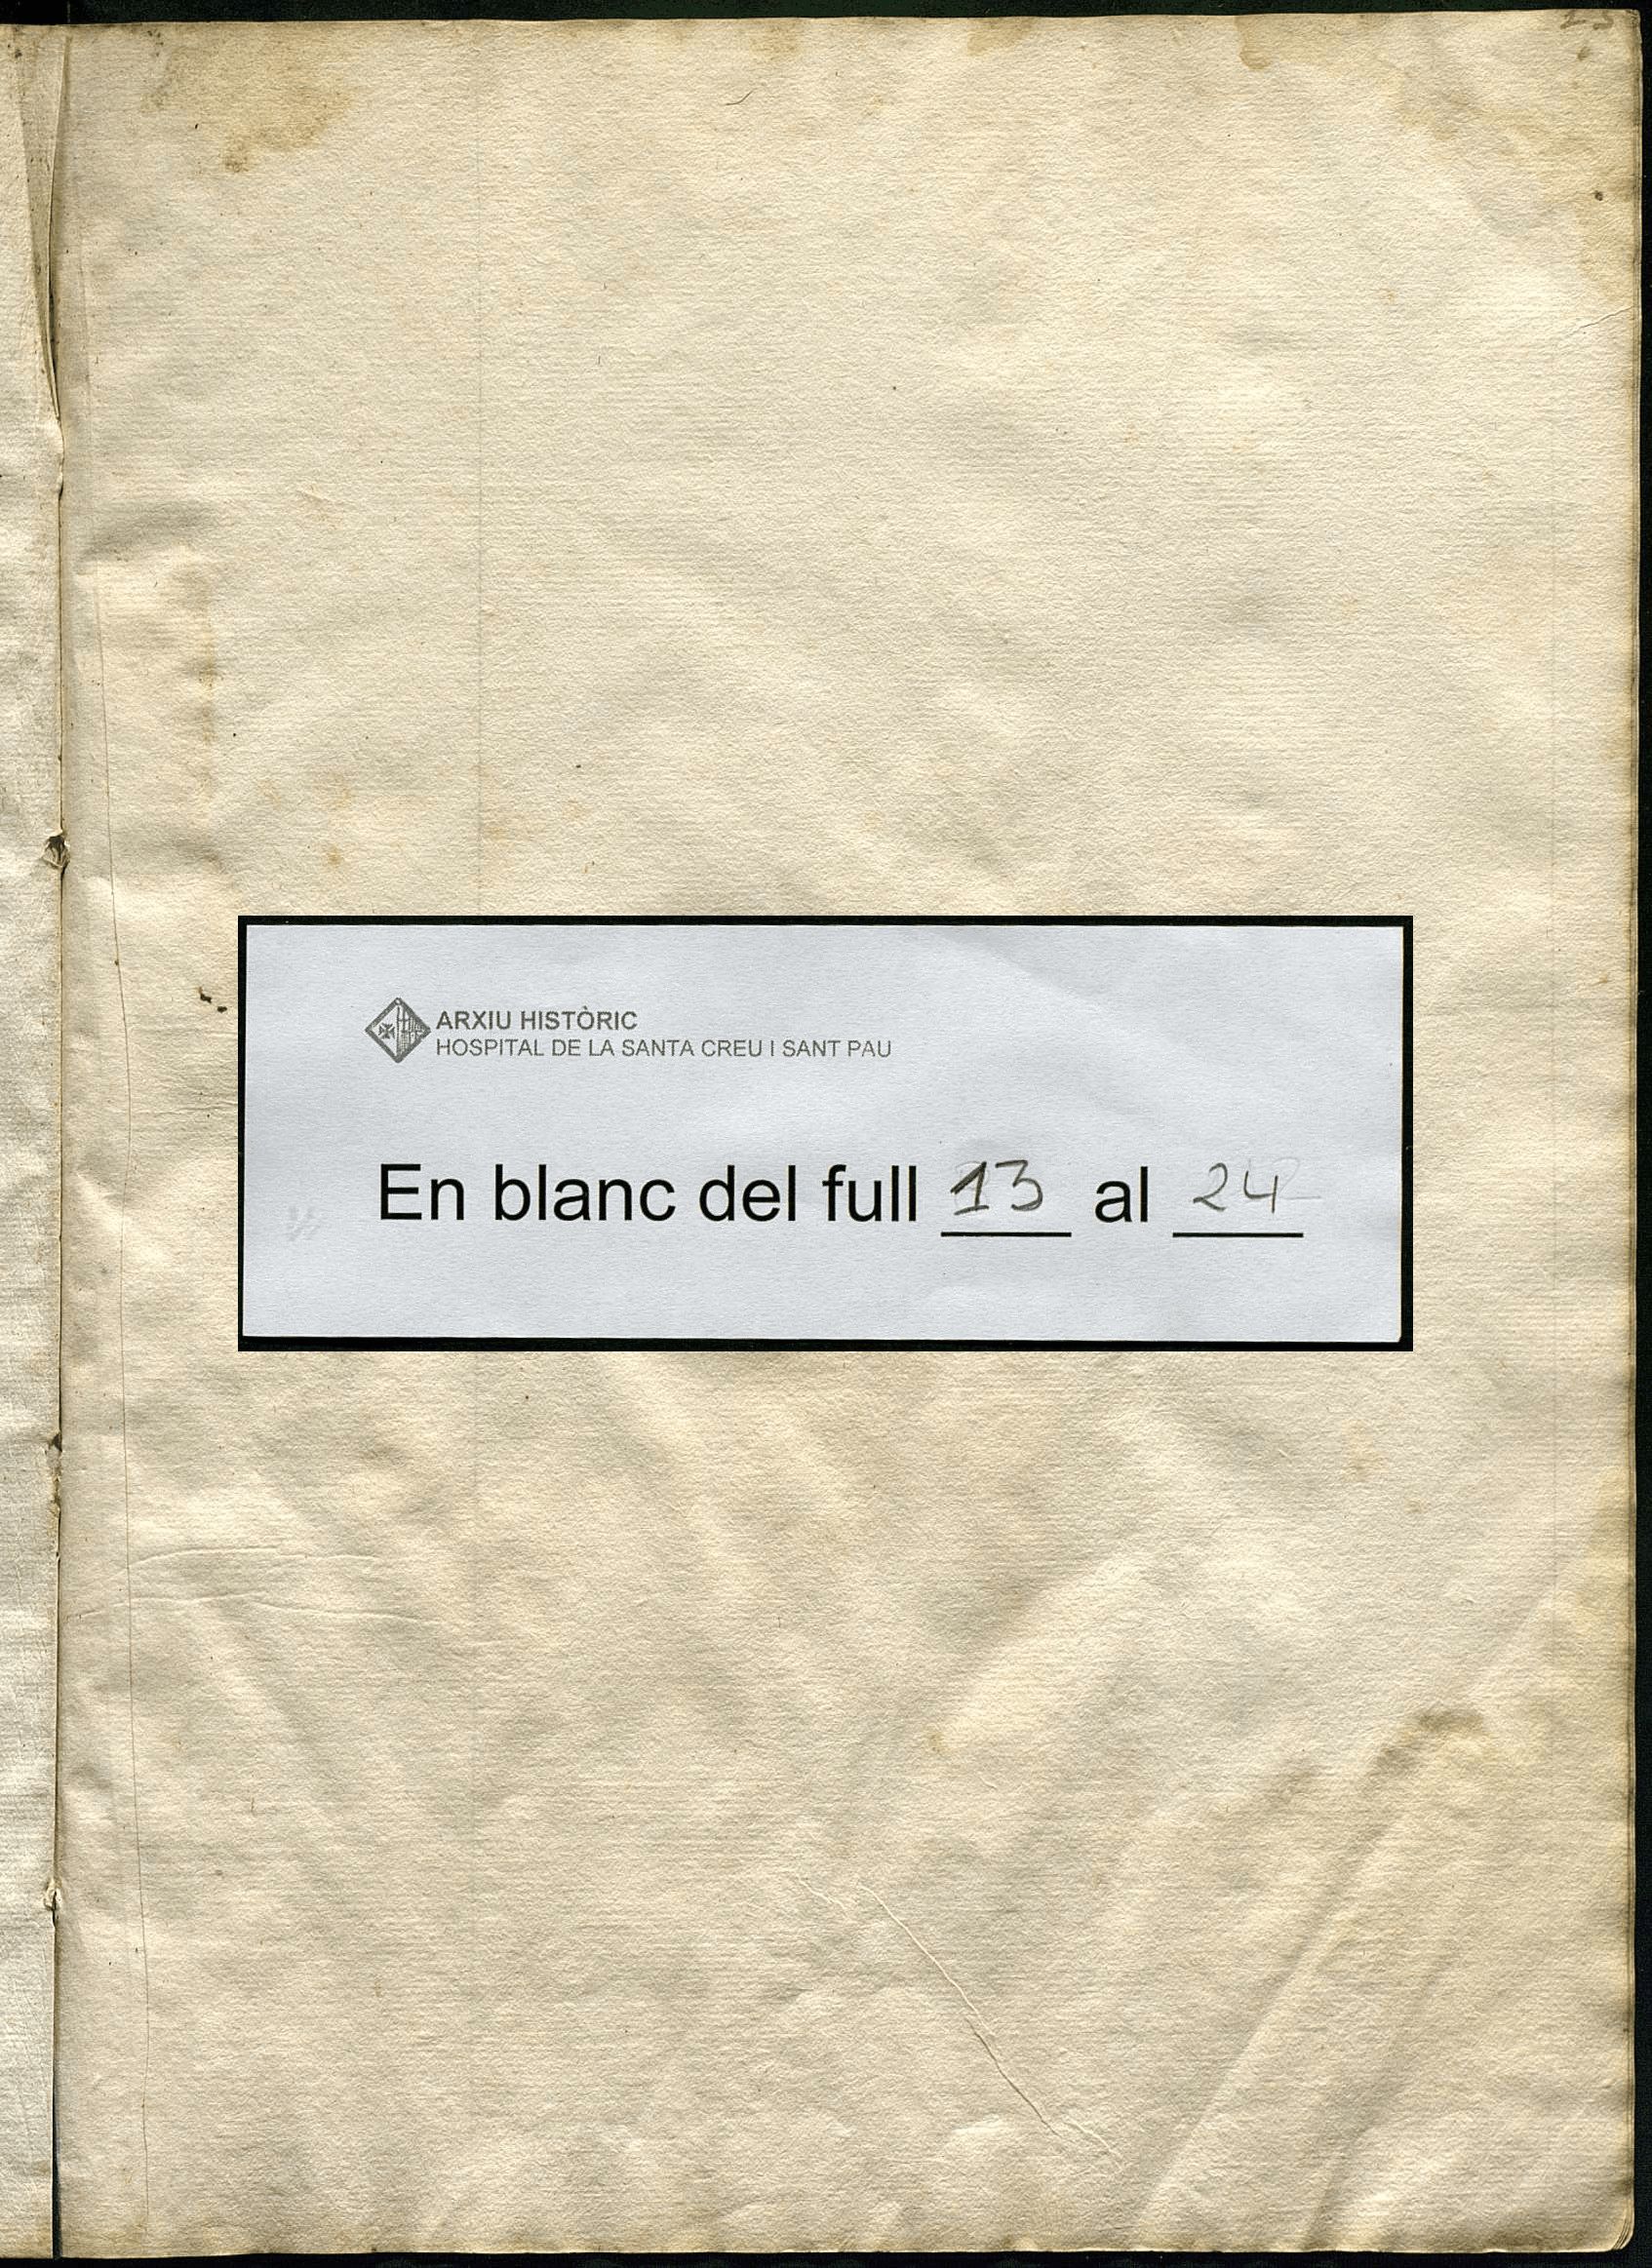 ARXIU HISTÒRIC
HOSPITAL DE LA SANTA CREU I SANT PAU
En blanc del full 13 al 24